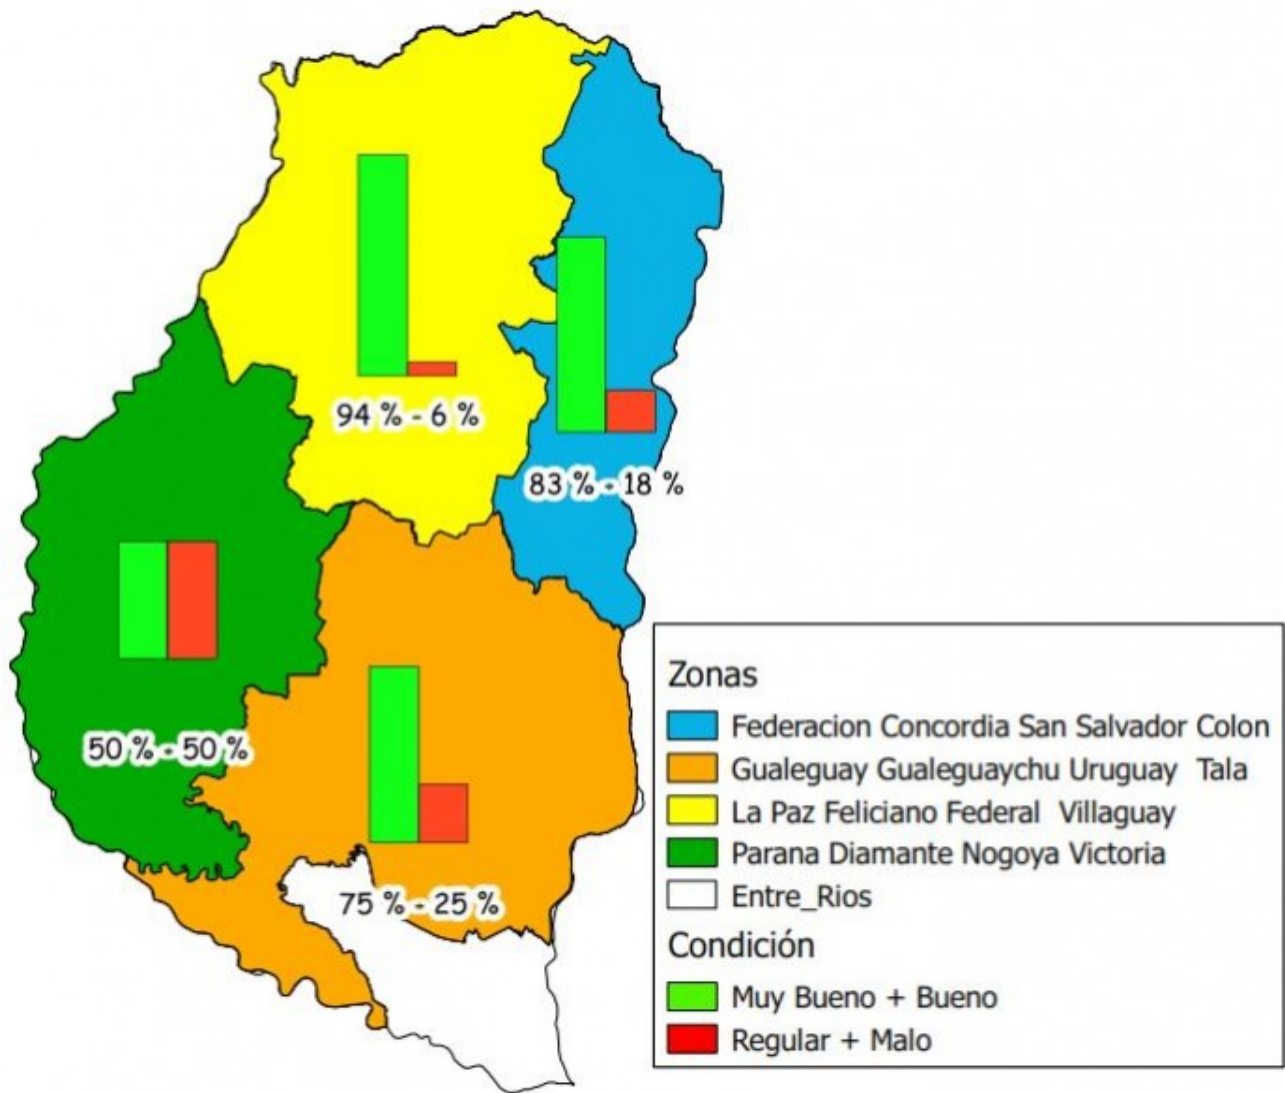 94 % - 6 %
83 % - 18 %
50 % - 50 %
75 % - 25 %
Zonas
Federacion Concordia San Salvador Colon
Gualeguay Gualeguaychu Uruguay  Tala
La Paz Feliciano Federal  Villaguay
Parana Diamante Nogoya Victoria
Entre_Rios
Condición
Muy Bueno + Bueno
Regular + Malo